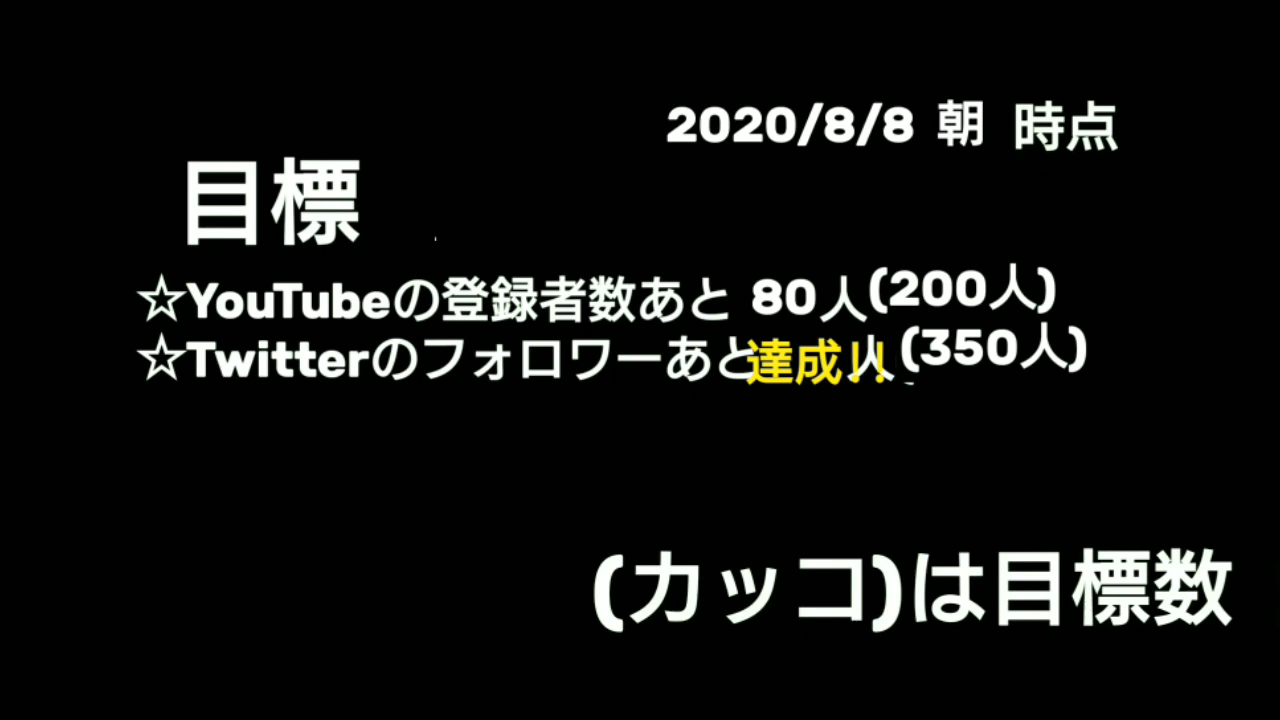 2020/8/8 朝 時点
目標
☆YouTubeの登録者数あと 80人(200人)
☆Twitterのフォロワーあと達成!!人(350人)
(カッコ)は目標数